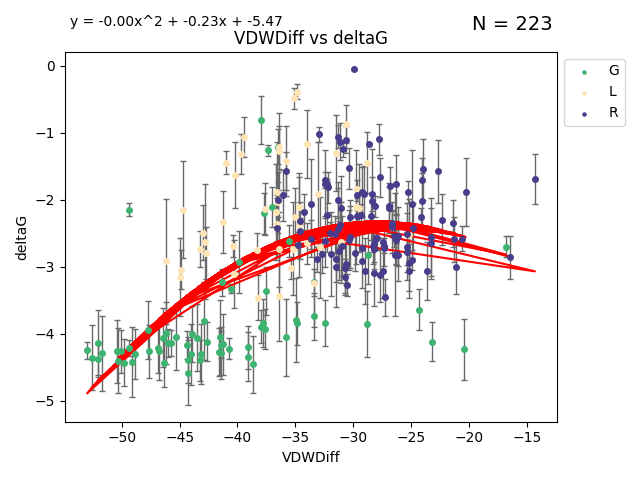 y = -0.00x^2 + -0.23x + -5.47
N = 223
VDWDiff vs deltaG
G
L
R
0
−1
−2
−3
−4
−5
deltaG
−50 −45 −40 −35 −30 −25 −20 −15
VDWDiff